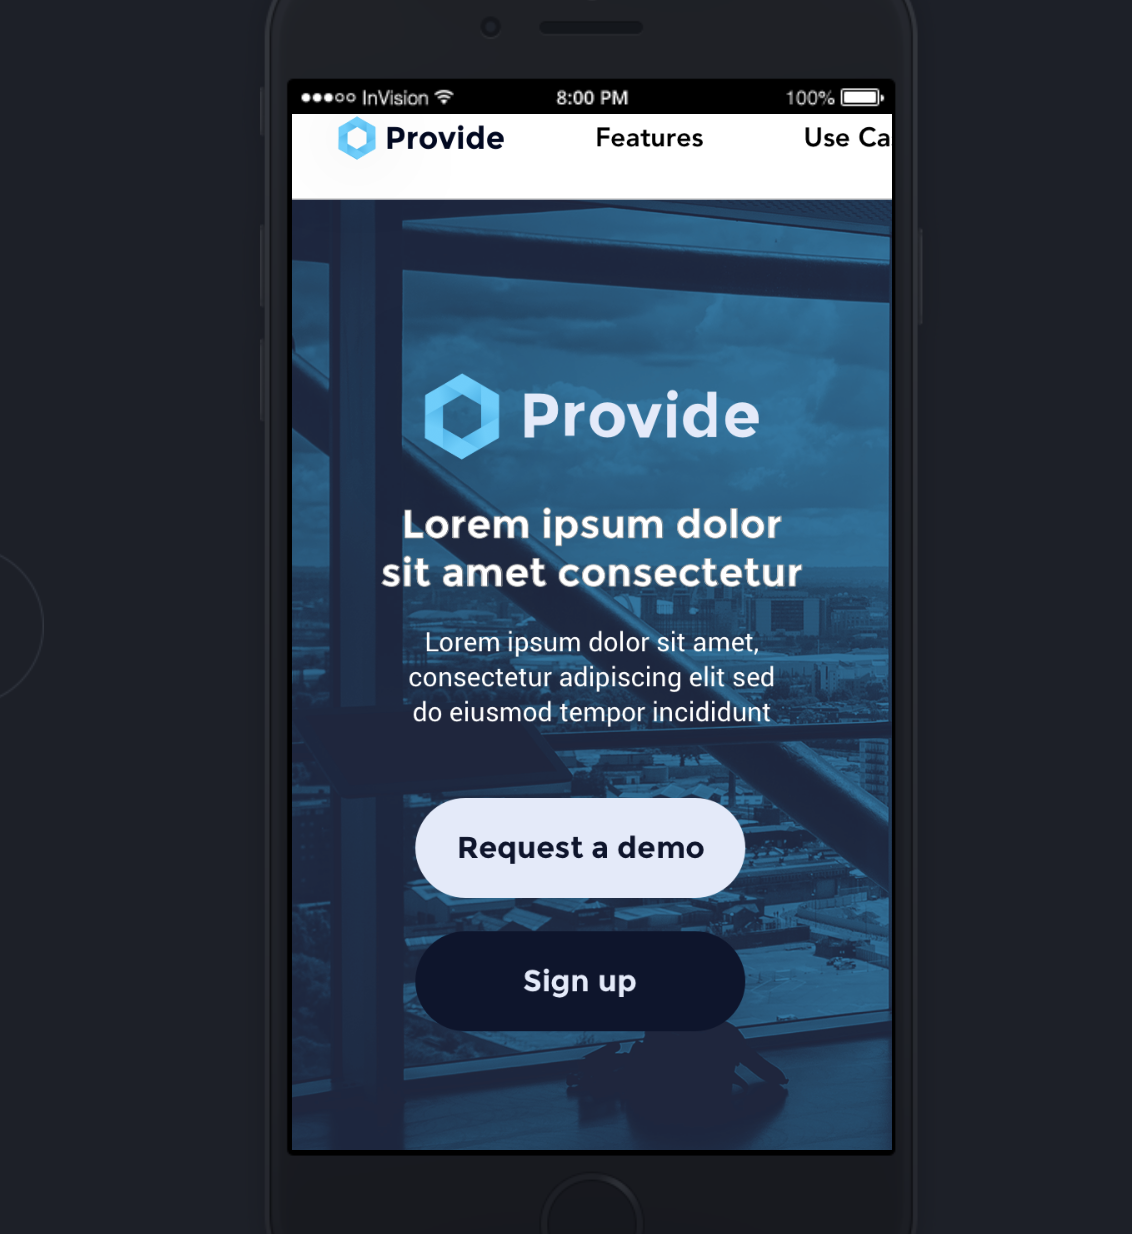 InVision 8:00 PM 100%
Provide Features Use Ca
Provide
Lorem ipsum dolor
sit amet consectetur
Lorem ipsum dolor sit amet,
consectetur adipiscing elit sed
do eiusmod tempor incididunt
Request a demo
Sign up